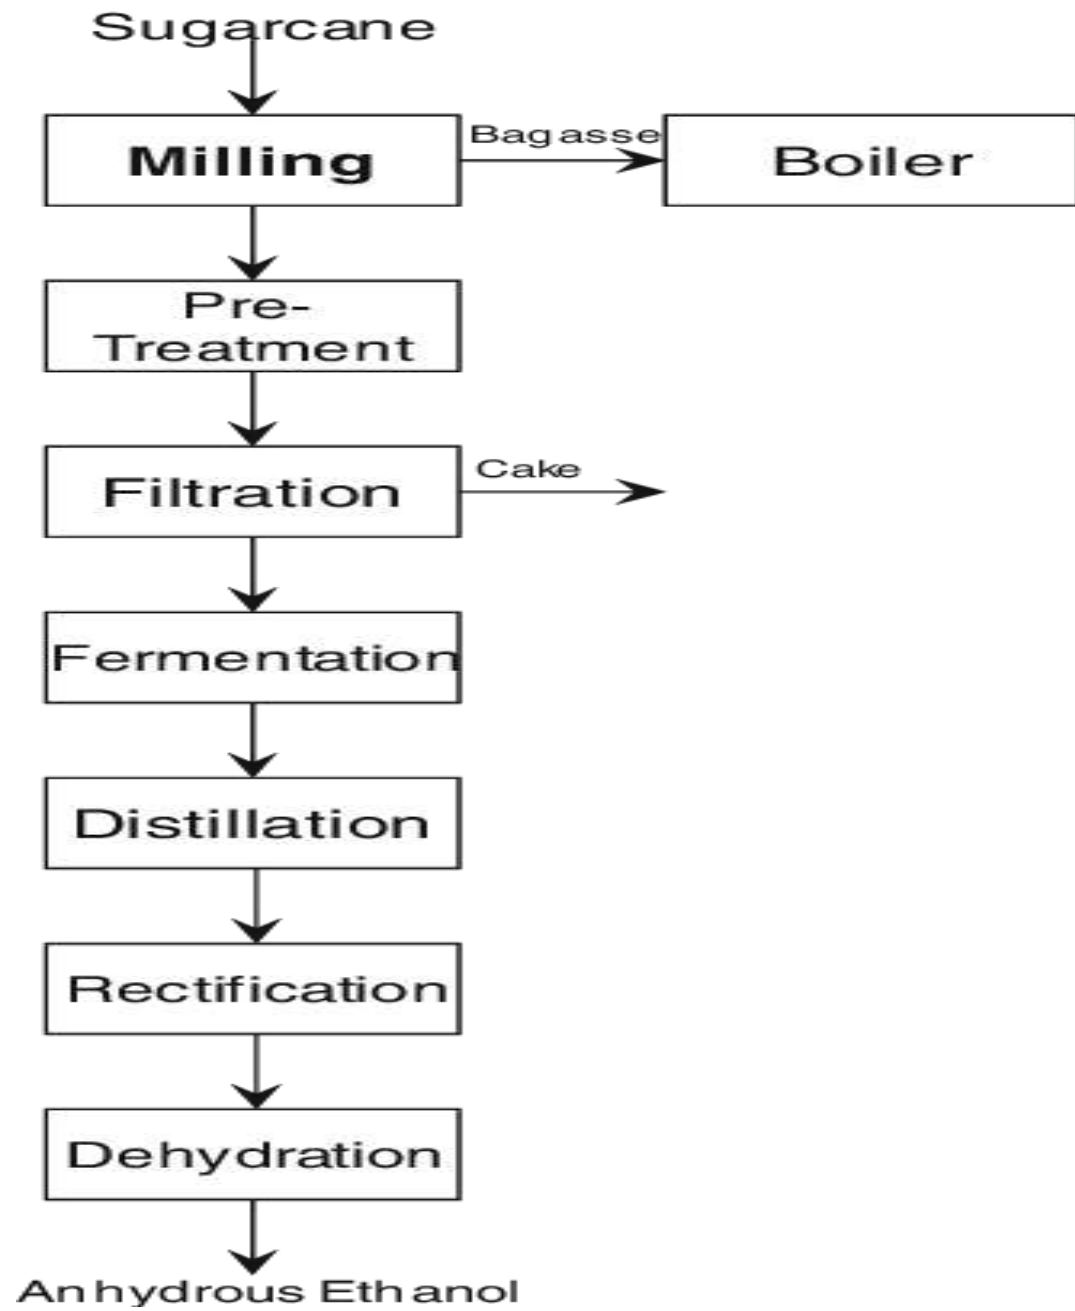 Sugarcane
Milling
Bagasse
Boiler
Pre-
Treatment
Filtration
Cake
Fermentation
Distillation
Rectification
Dehydration
Anhydrous Ethanol